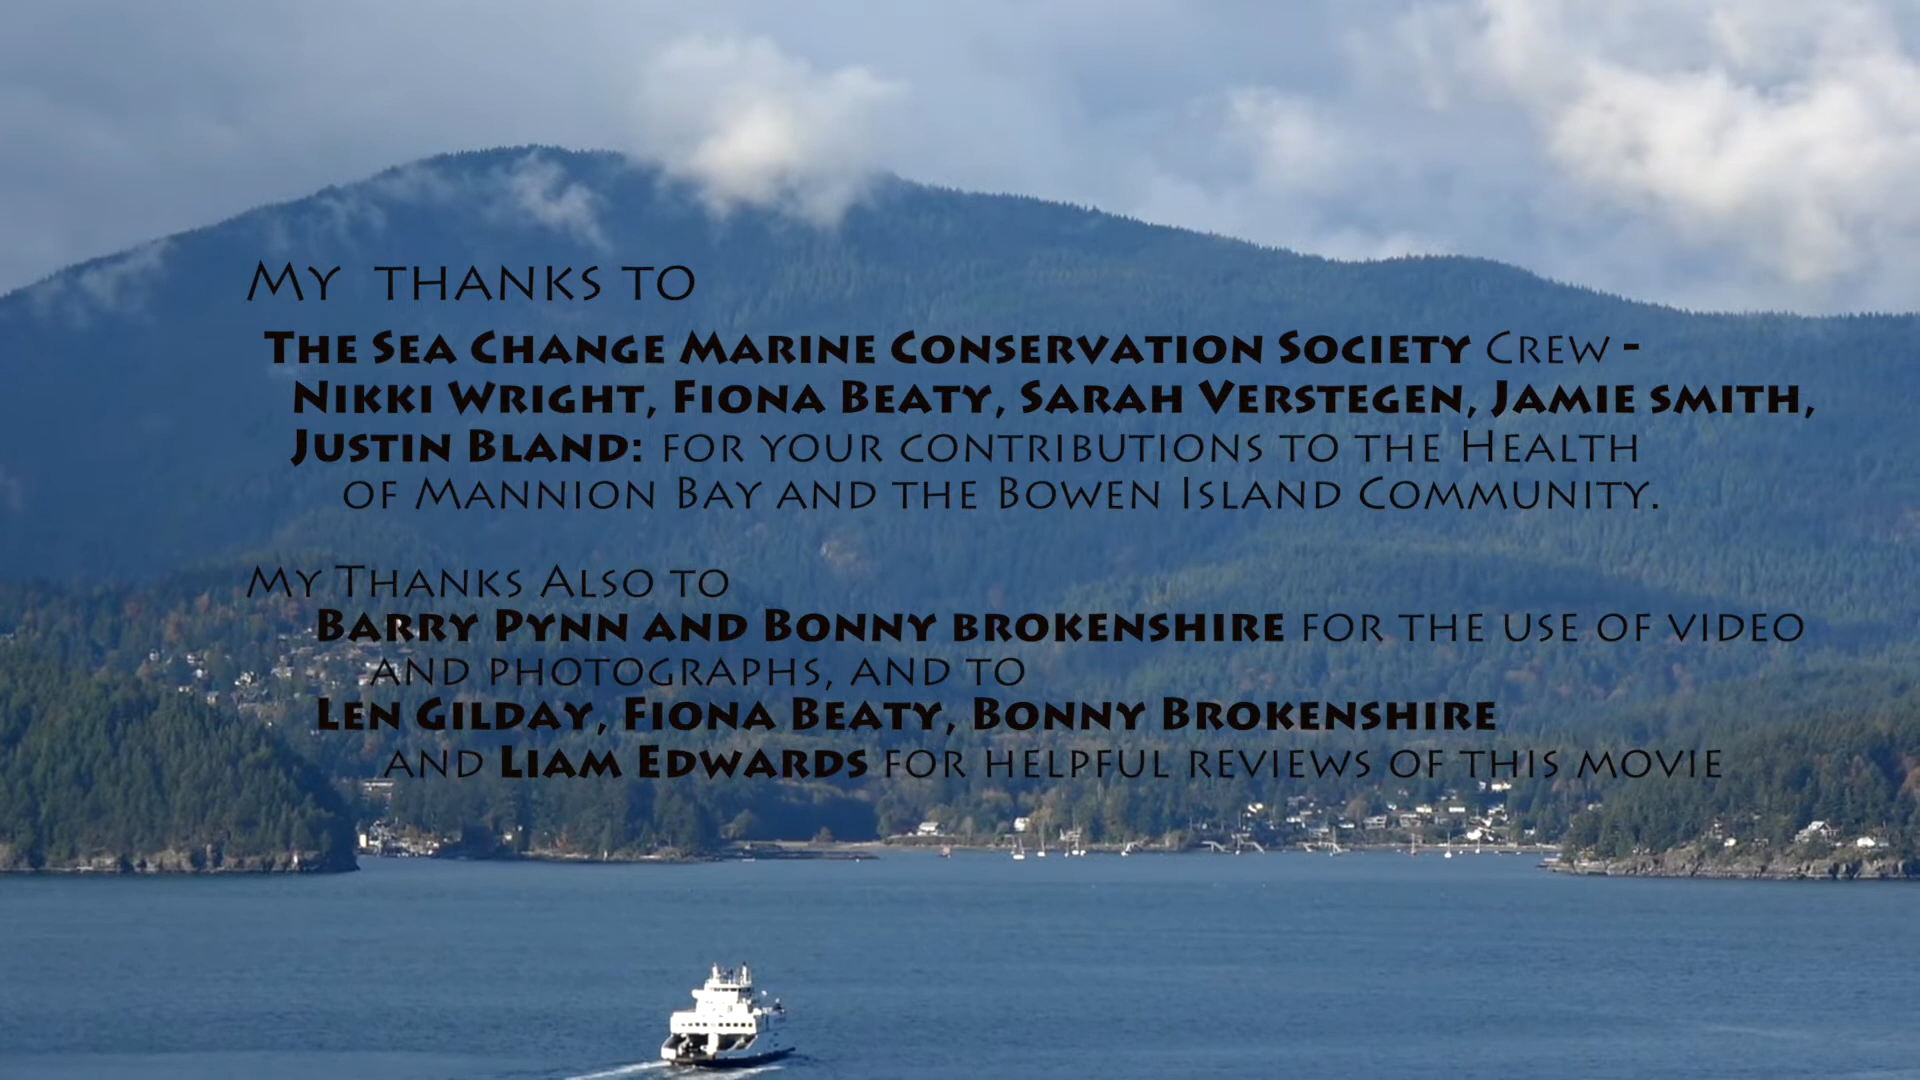 My thanks to
The Sea Change Marine Conservation Society Crew -
Nikki Wright, Fiona Beaty, Sarah Verstegen, Jamie smith,
Justin Bland: for your contributions to the Health
of Mannion Bay and the Bowen Island Community.
My Thanks Also to
Barry Pynn and Bonny brokenshire for the use of video
and photographs, and to
Len Gilday, Fiona Beaty, Bonny Brokenshire
and Liam Edwards for helpful reviews of this movie